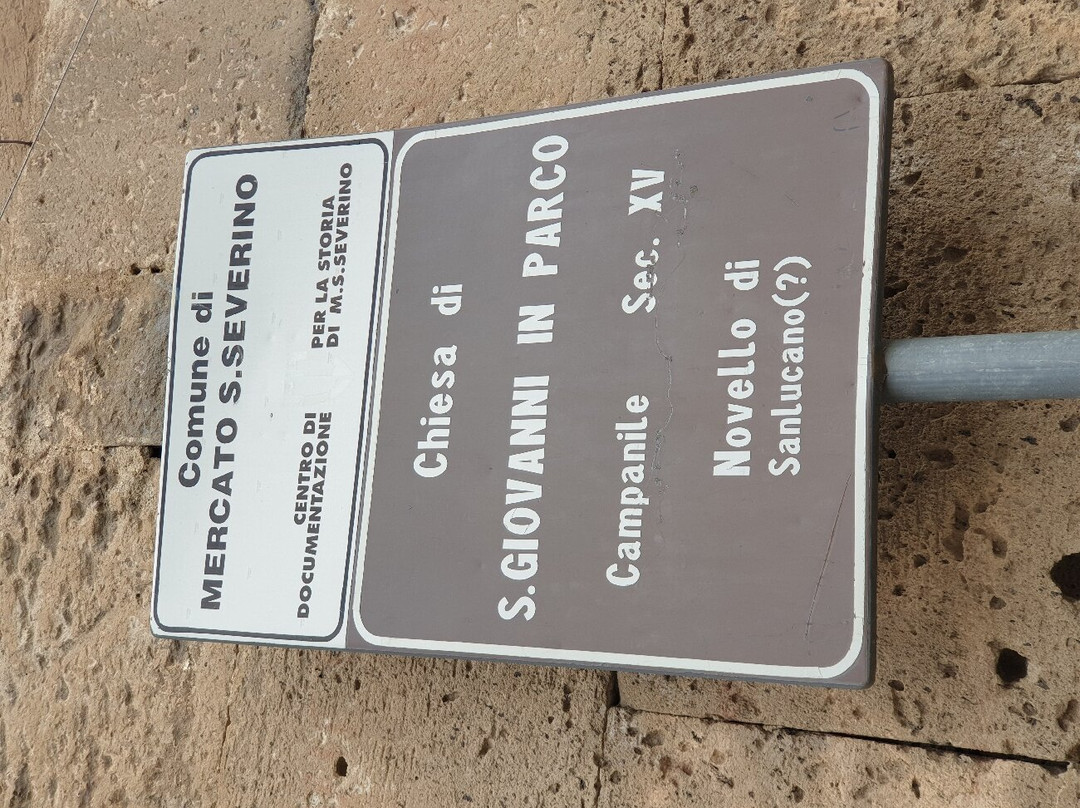 Comune di
MERCATO S.SEVERINO
CENTRO DI
DOCUMENTAZIONE
PER LA STORIA
DI M.S.SEVERINO
Chiesa di
S.GIOVANNI IN PARCO
Campanile Sec. XV
Novello di
Sanlucano(?)